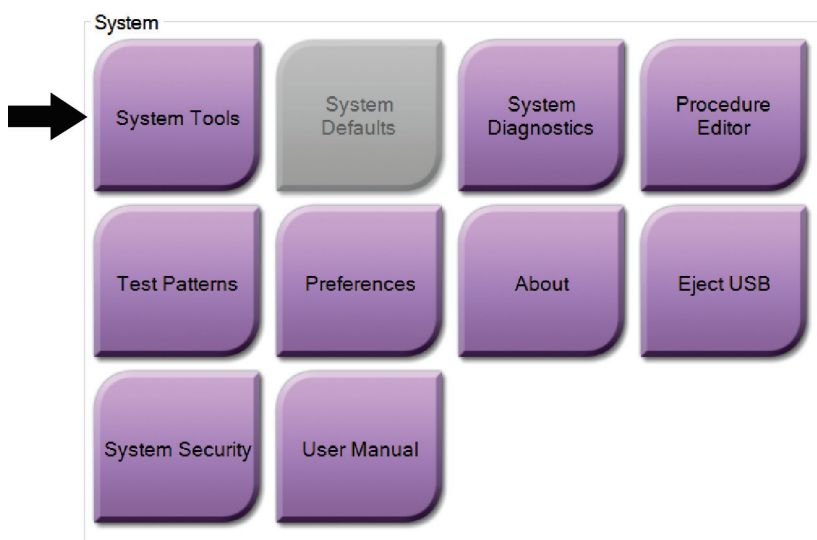 System
System Tools
System
Defaults
System
Diagnostics
Procedure
Editor
Test Patterns
Preferences
About
Eject USB
System Security
User Manual